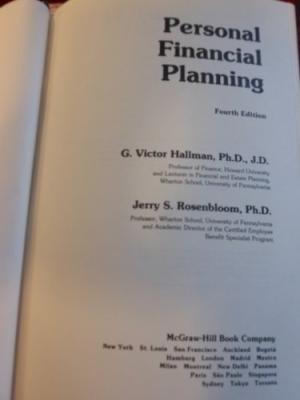 Personal
Financial
Planning
Fourth Edition
G. Victor Hallman, Ph.D., J.D.
Professor of Finance, Howard University
and Lecturer in Financial and Estate Planning,
Wharton School, University of Pennsylvania
Jerry S. Rosenbloom, Ph.D.
Professor, Wharton School, University of Pennsylvania
and Academic Director of the Certified Employee
Benefit Specialist Program
McGraw-Hill Book Company
New York St. Louis San Francisco Auckland Bogotá
Hamburg London Madrid Mexico
Milan Montreal New Delhi Panama
Paris São Paulo Singapore
Sydney Tokyo Toronto